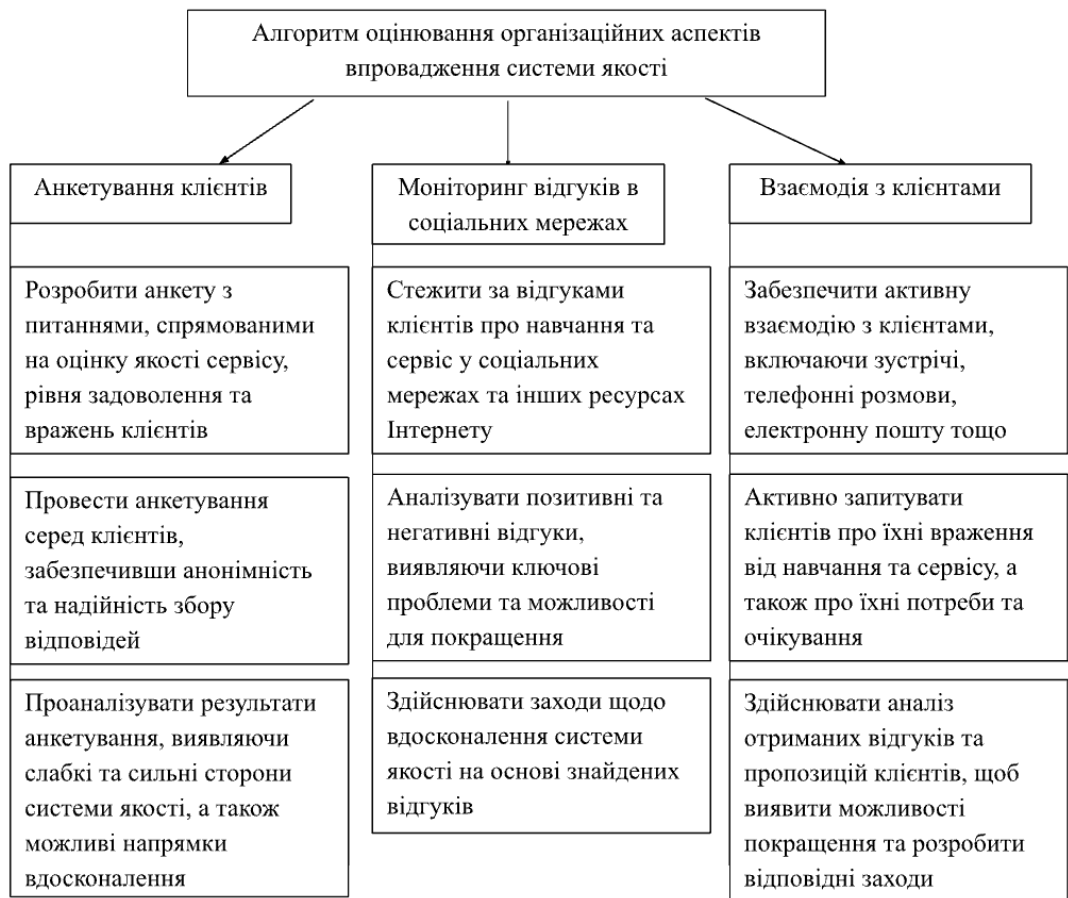 Алгоритм оцінювання організаційних аспектів
впровадження системи якості
Анкетування клієнтів
Моніторинг відгуків в
соціальних мережах
Взаємодія з клієнтами
Розробити анкету з
питаннями, спрямованими
на оцінку якості сервісу,
рівня задоволення та
вражень клієнтів
Провести анкетування
серед клієнтів,
забезпечивши анонімність
та надійність збору
відповідей
Проаналізувати результати
анкетування, виявляючи
слабкі та сильні сторони
системи якості, а також
можливі напрямки
вдосконалення
Стежити за відгуками
клієнтів про навчання та
сервіс у соціальних
мережах та інших ресурсах
Інтернету
Аналізувати позитивні та
негативні відгуки,
виявляючи ключові
проблеми та можливості
для покращення
Здійснювати заходи щодо
вдосконалення системи
якості на основі знайдених
відгуків
Забезпечити активну
взаємодію з клієнтами,
включаючи зустрічі,
телефонні розмови,
електронну пошту тощо
Активно запитувати
клієнтів про їхні враження
від навчання та сервісу, а
також про їхні потреби та
очікування
Здійснювати аналіз
отриманих відгуків та
пропозицій клієнтів, щоб
виявити можливості
покращення та розробити
відповідні заходи